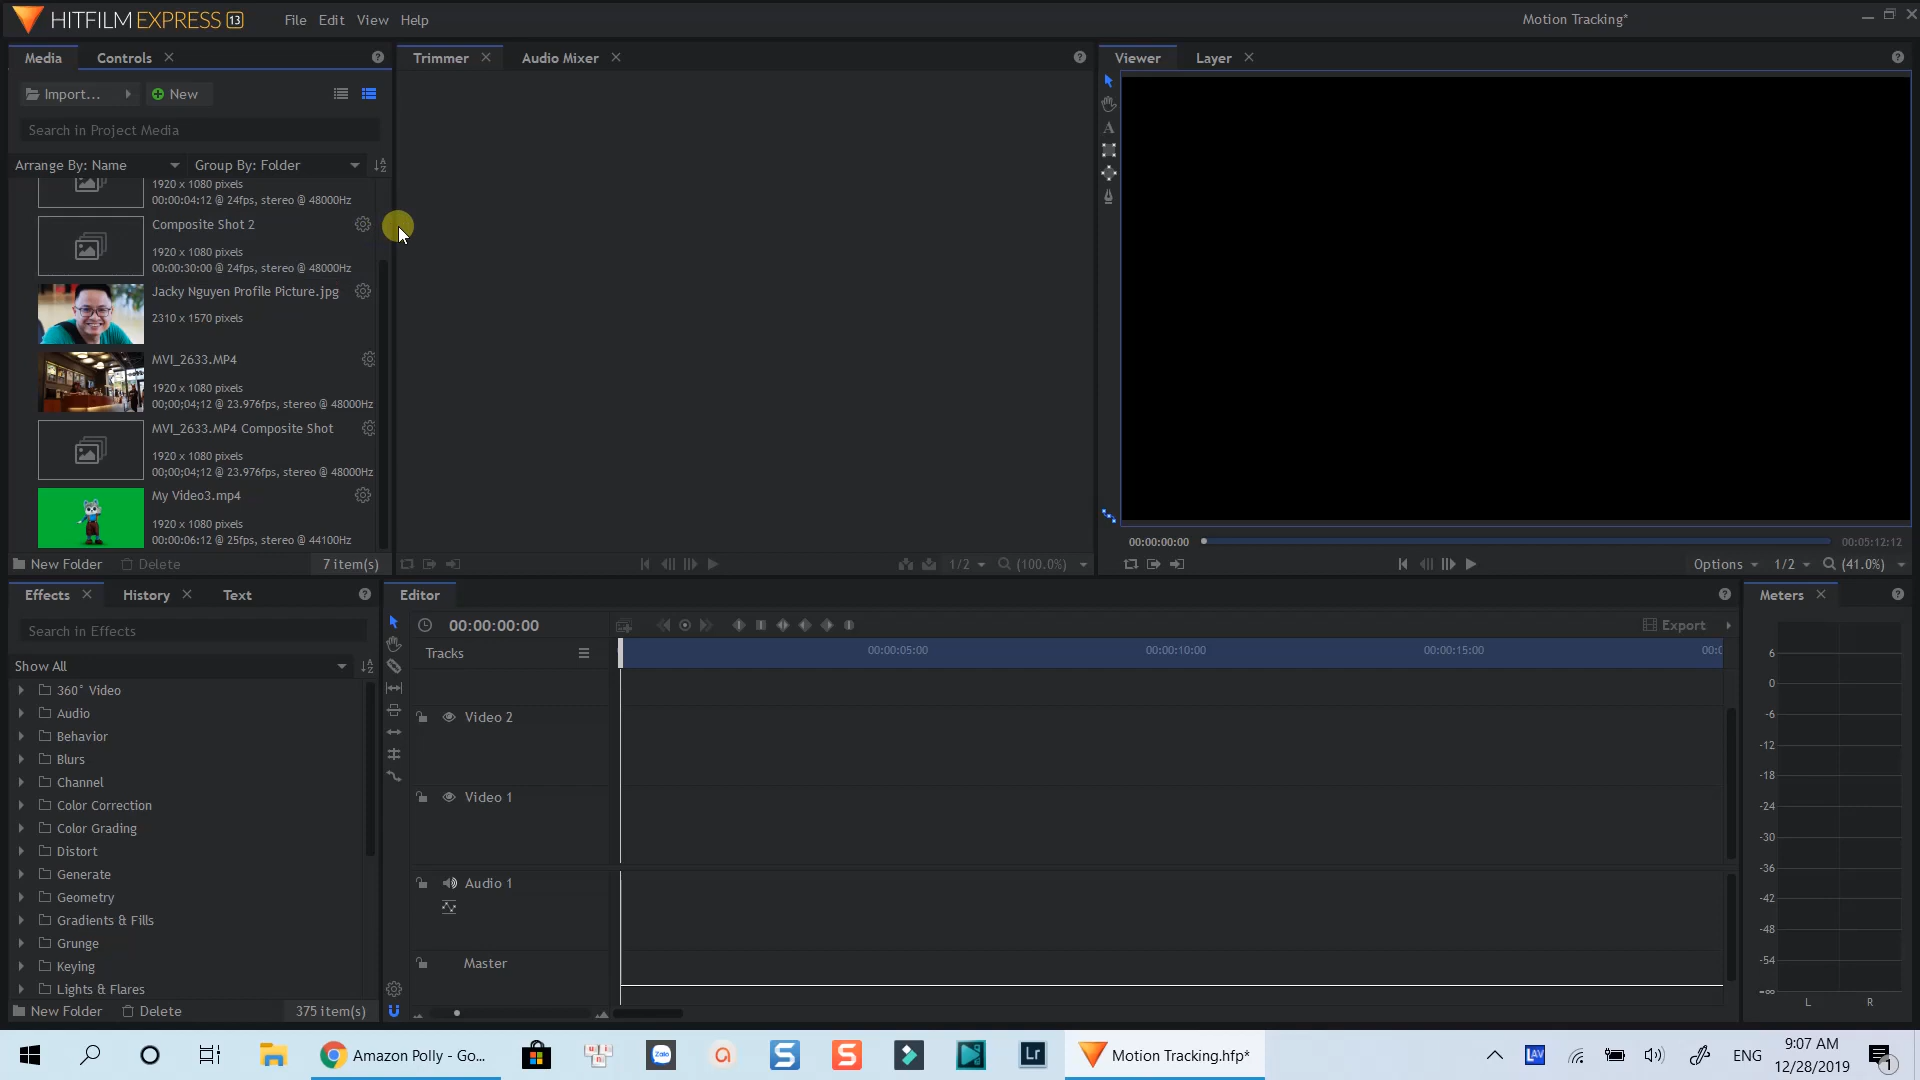 HITFILM EXPRESS 13
File Edit View Help
Motion Tracking*
Media Controls
Trimmer Audio Mixer
Viewer Layer
Import... New
Search in Project Media
Arrange By: Name Group By: Folder
1920 x 1080 pixels
00:00:04:12 @ 24fps, stereo @ 48000Hz
Composite Shot 2
1920 x 1080 pixels
00:00:30:00 @ 24fps, stereo @ 48000Hz
Jacky Nguyen Profile Picture.jpg
2310 x 1570 pixels
MVI_2633.MP4
1920 x 1080 pixels
00;00;04;12 @ 23.976fps, stereo @ 48000Hz
MVI_2633.MP4 Composite Shot
1920 x 1080 pixels
00;00;04;12 @ 23.976fps, stereo @ 48000Hz
My Video3.mp4
1920 x 1080 pixels
00:00:06:12 @ 25fps, stereo @ 44100Hz
New Folder Delete 7 item(s)
1/2 (100.0%)
00:00:00:00 00:05:12:12
Options 1/2 (41.0%)
Effects History Text
Search in Effects
Show All
360° Video
Audio
Behavior
Blurs
Channel
Color Correction
Color Grading
Distort
Generate
Geometry
Gradients & Fills
Grunge
Keying
Lights & Flares
New Folder Delete 375 item(s)
Editor
00:00:00:00
Export
Tracks
00:00:05:00 00:00:10:00 00:00:15:00 00:0
Video 2
Video 1
Audio 1
Master
Meters
6
0
-6
-12
-18
-24
-30
-36
-42
-48
-54
-∞
L R
Amazon Polly - Go...
Zalo
Lr
Motion Tracking.hfp*
LAV
ENG
9:07 AM
12/28/2019
1